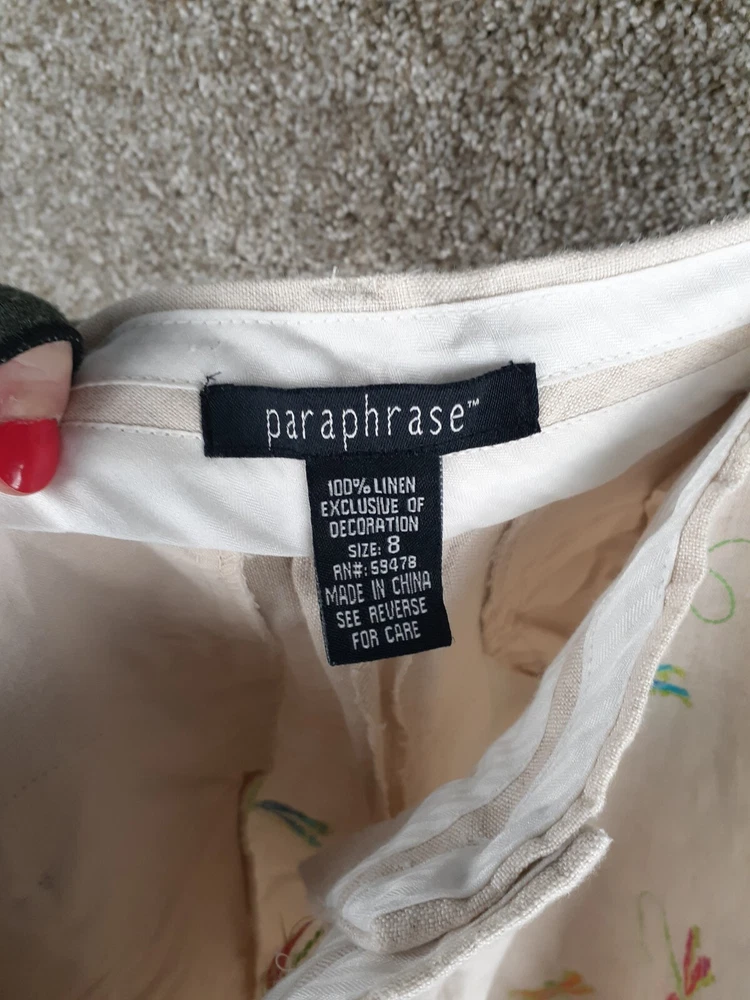 paraphrase™
100% LINEN
EXCLUSIVE OF
DECORATION
SIZE: 8
RN#: 59478
MADE IN CHINA
SEE REVERSE
FOR CARE